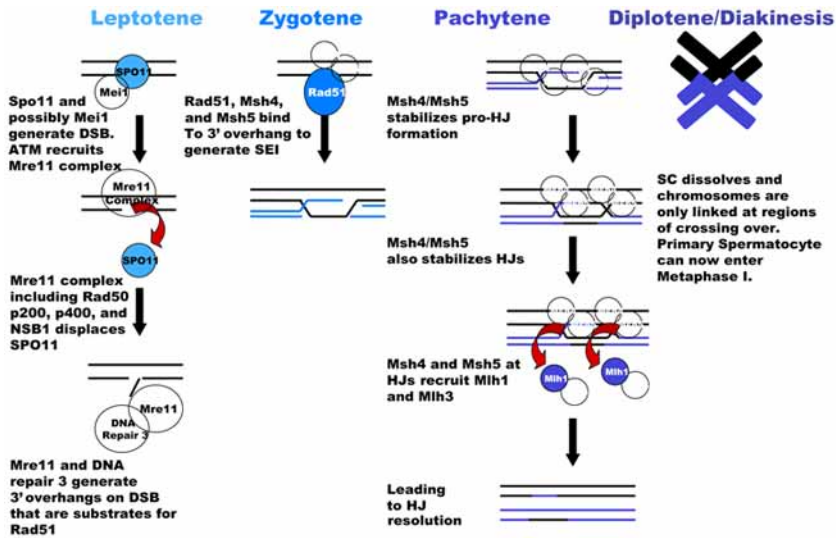 Leptotene
SPO11
Mei1
Spo11 and
possibly Mei1
generate DSB.
ATM recruits
Mre11 complex
Mre11
Complex
SPO11
Mre11 complex
including Rad50
p200, p400, and
NSB1 displaces
SPO11
Mre11
DNA
Repair 3
Mre11 and DNA
repair 3 generate
3' overhangs on DSB
that are substrates for
Rad51
Zygotene
Rad51
Rad51, Msh4,
and Msh5 bind
To 3' overhang to
generate SEI
Pachytene
Msh4/Msh5
stabilizes pro-HJ
formation
Msh4/Msh5
also stabilizes HJs
Msh4 and Msh5 at
HJs recruit Mlh1
and Mlh3
Mlh1
Mlh1
Leading
to HJ
resolution
Diplotene/Diakinesis
SC dissolves and
chromosomes are
only linked at regions
of crossing over.
Primary Spermatocyte
can now enter
Metaphase I.